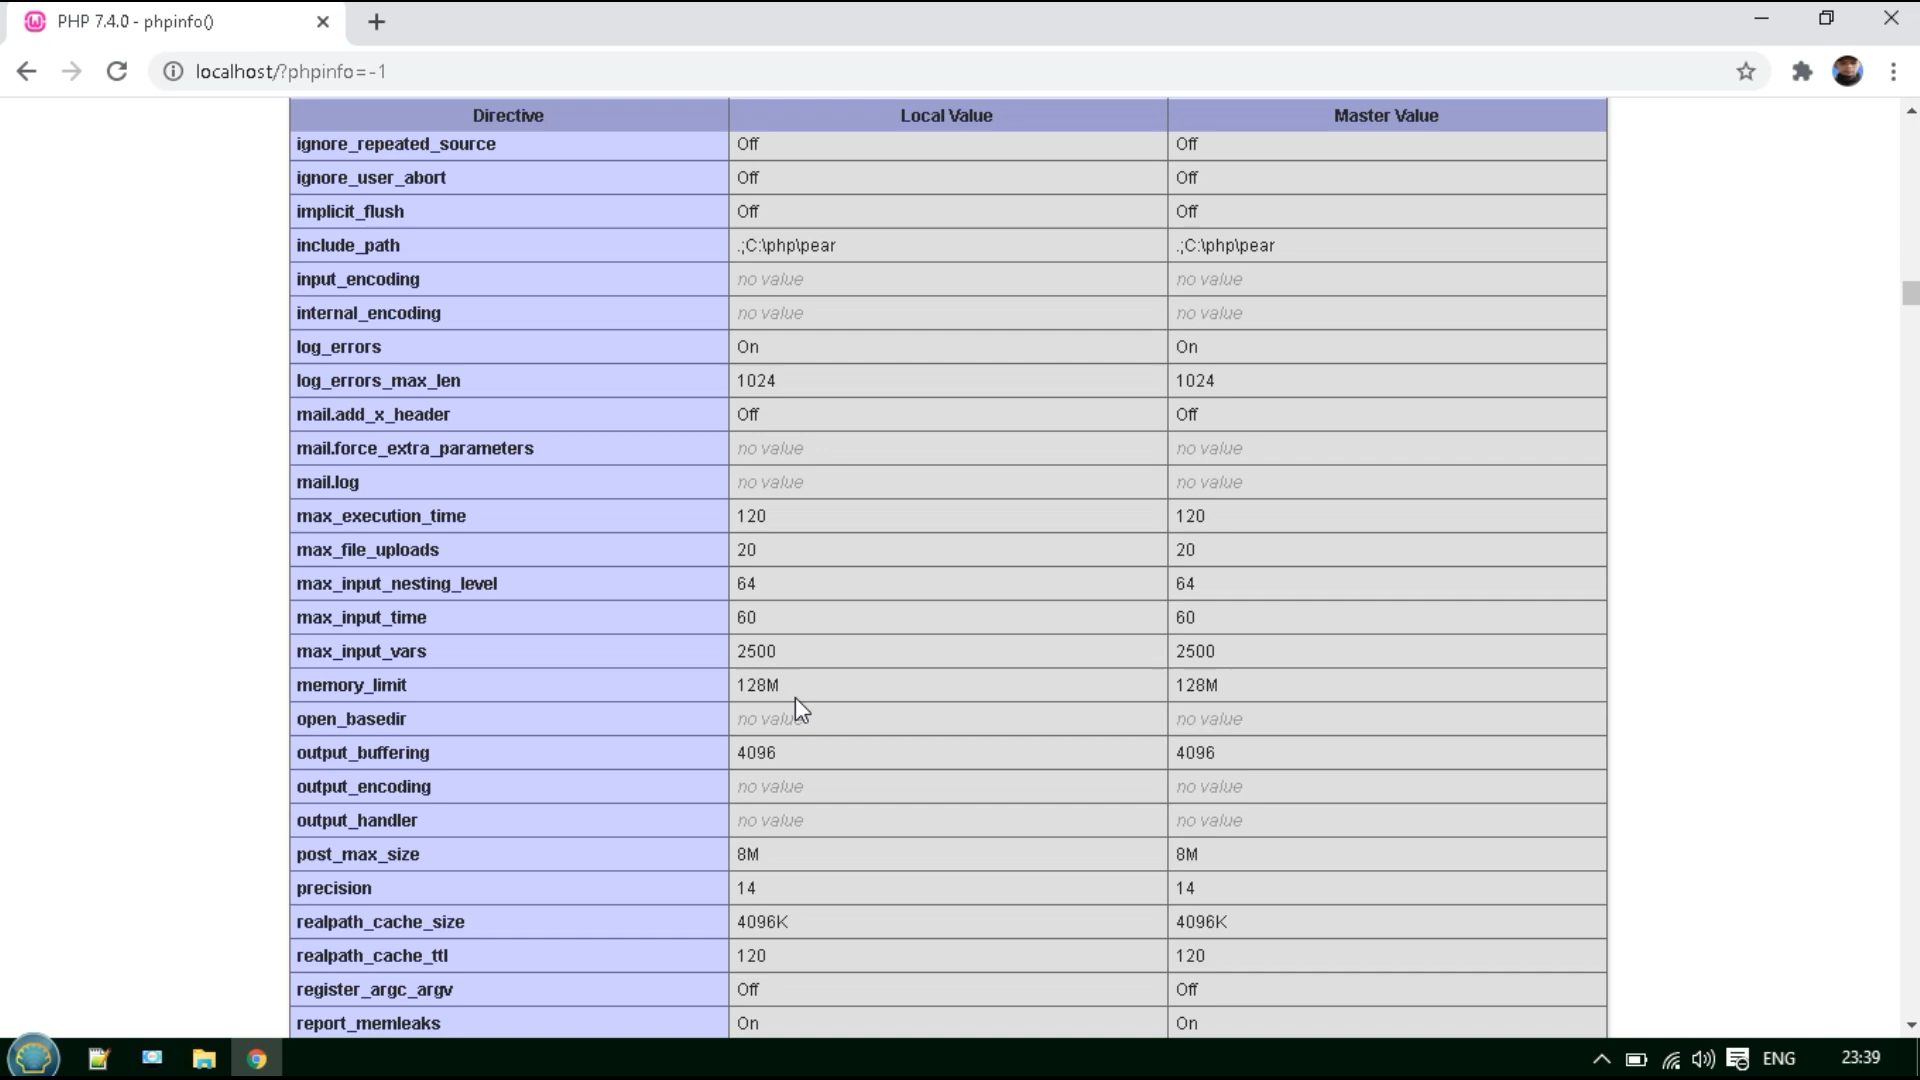 PHP 7.4.0 - phpinfo()
localhost/?phpinfo=-1
Directive Local Value Master Value
ignore_repeated_source Off Off
ignore_user_abort Off Off
implicit_flush Off Off
include_path .;C:\php\pear .;C:\php\pear
input_encoding no value no value
internal_encoding no value no value
log_errors On On
log_errors_max_len 1024 1024
mail.add_x_header Off Off
mail.force_extra_parameters no value no value
mail.log no value no value
max_execution_time 120 120
max_file_uploads 20 20
max_input_nesting_level 64 64
max_input_time 60 60
max_input_vars 2500 2500
memory_limit 128M 128M
open_basedir no value no value
output_buffering 4096 4096
output_encoding no value no value
output_handler no value no value
post_max_size 8M 8M
precision 14 14
realpath_cache_size 4096K 4096K
realpath_cache_ttl 120 120
register_argc_argv Off Off
report_memleaks On On
ENG 23:39